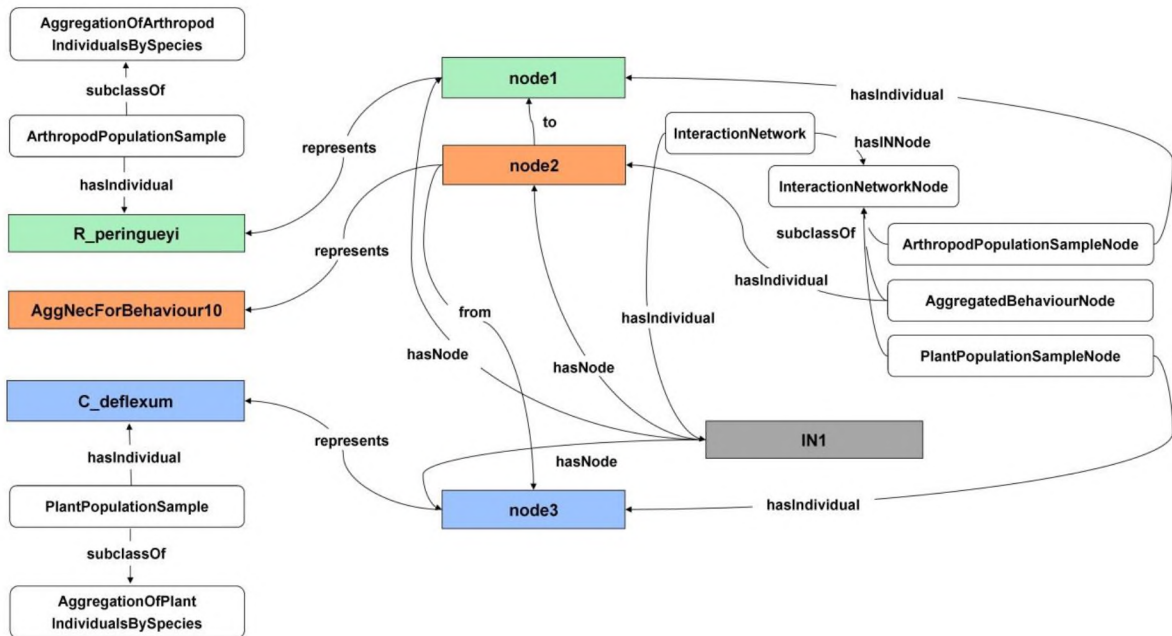 AggregationOfArthropod
IndividualsBySpecies
subclassOf
ArthropodPopulationSample
hasIndividual
R_peringueyi
AggNecForBehaviour10
C_deflexum
hasIndividual
PlantPopulationSample
subclassOf
AggregationOfPlant
IndividualsBySpecies
represents
represents
represents
node1
to
node2
from
hasNode
hasNode
hasNode
node3
InteractionNetwork
hasINNode
InteractionNetworkNode
subclassOf
hasIndividual
ArthropodPopulationSampleNode
hasIndividual
AggregatedBehaviourNode
hasIndividual
PlantPopulationSampleNode
IN1
hasIndividual